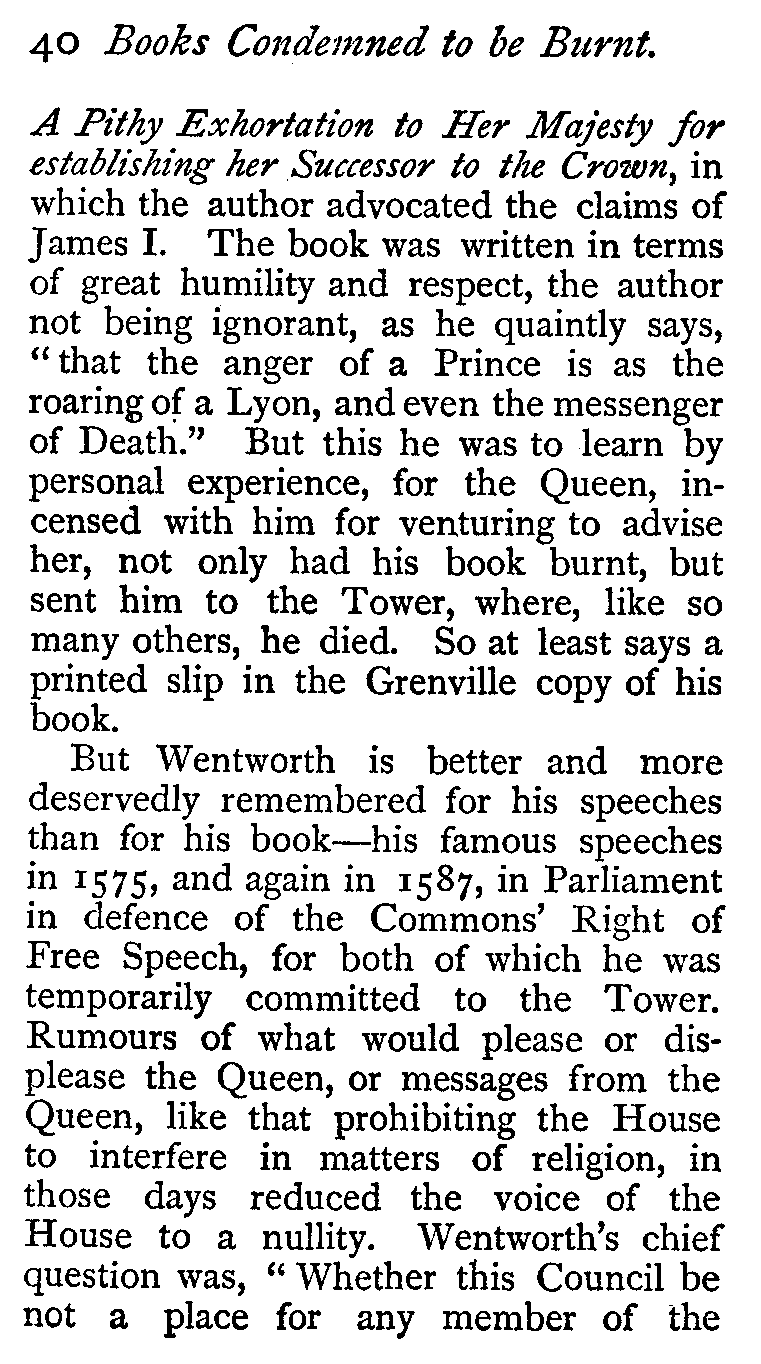 40 Books Condemned to be Burnt.
A Pithy Exhortation to Her Majesty for
establishing her Successor to the Crown, in
which the author advocated the claims of
James I. The book was written in terms
of great humility and respect, the author
not being ignorant, as he quaintly says,
“that the anger of a Prince is as the
roaring of a Lyon, and even the messenger
of Death.” But this he was to learn by
personal experience, for the Queen, in-
censed with him for venturing to advise
her, not only had his book burnt, but
sent him to the Tower, where, like so
many others, he died. So at least says a
printed slip in the Grenville copy of his
book.
But Wentworth is better and more
deservedly remembered for his speeches
than for his book—his famous speeches
in 1575, and again in 1587, in Parliament
in defence of the Commons’ Right of
Free Speech, for both of which he was
temporarily committed to the Tower.
Rumours of what would please or dis-
please the Queen, or messages from the
Queen, like that prohibiting the House
to interfere in matters of religion, in
those days reduced the voice of the
House to a nullity. Wentworth’s chief
question was, “Whether this Council be
not a place for any member of the